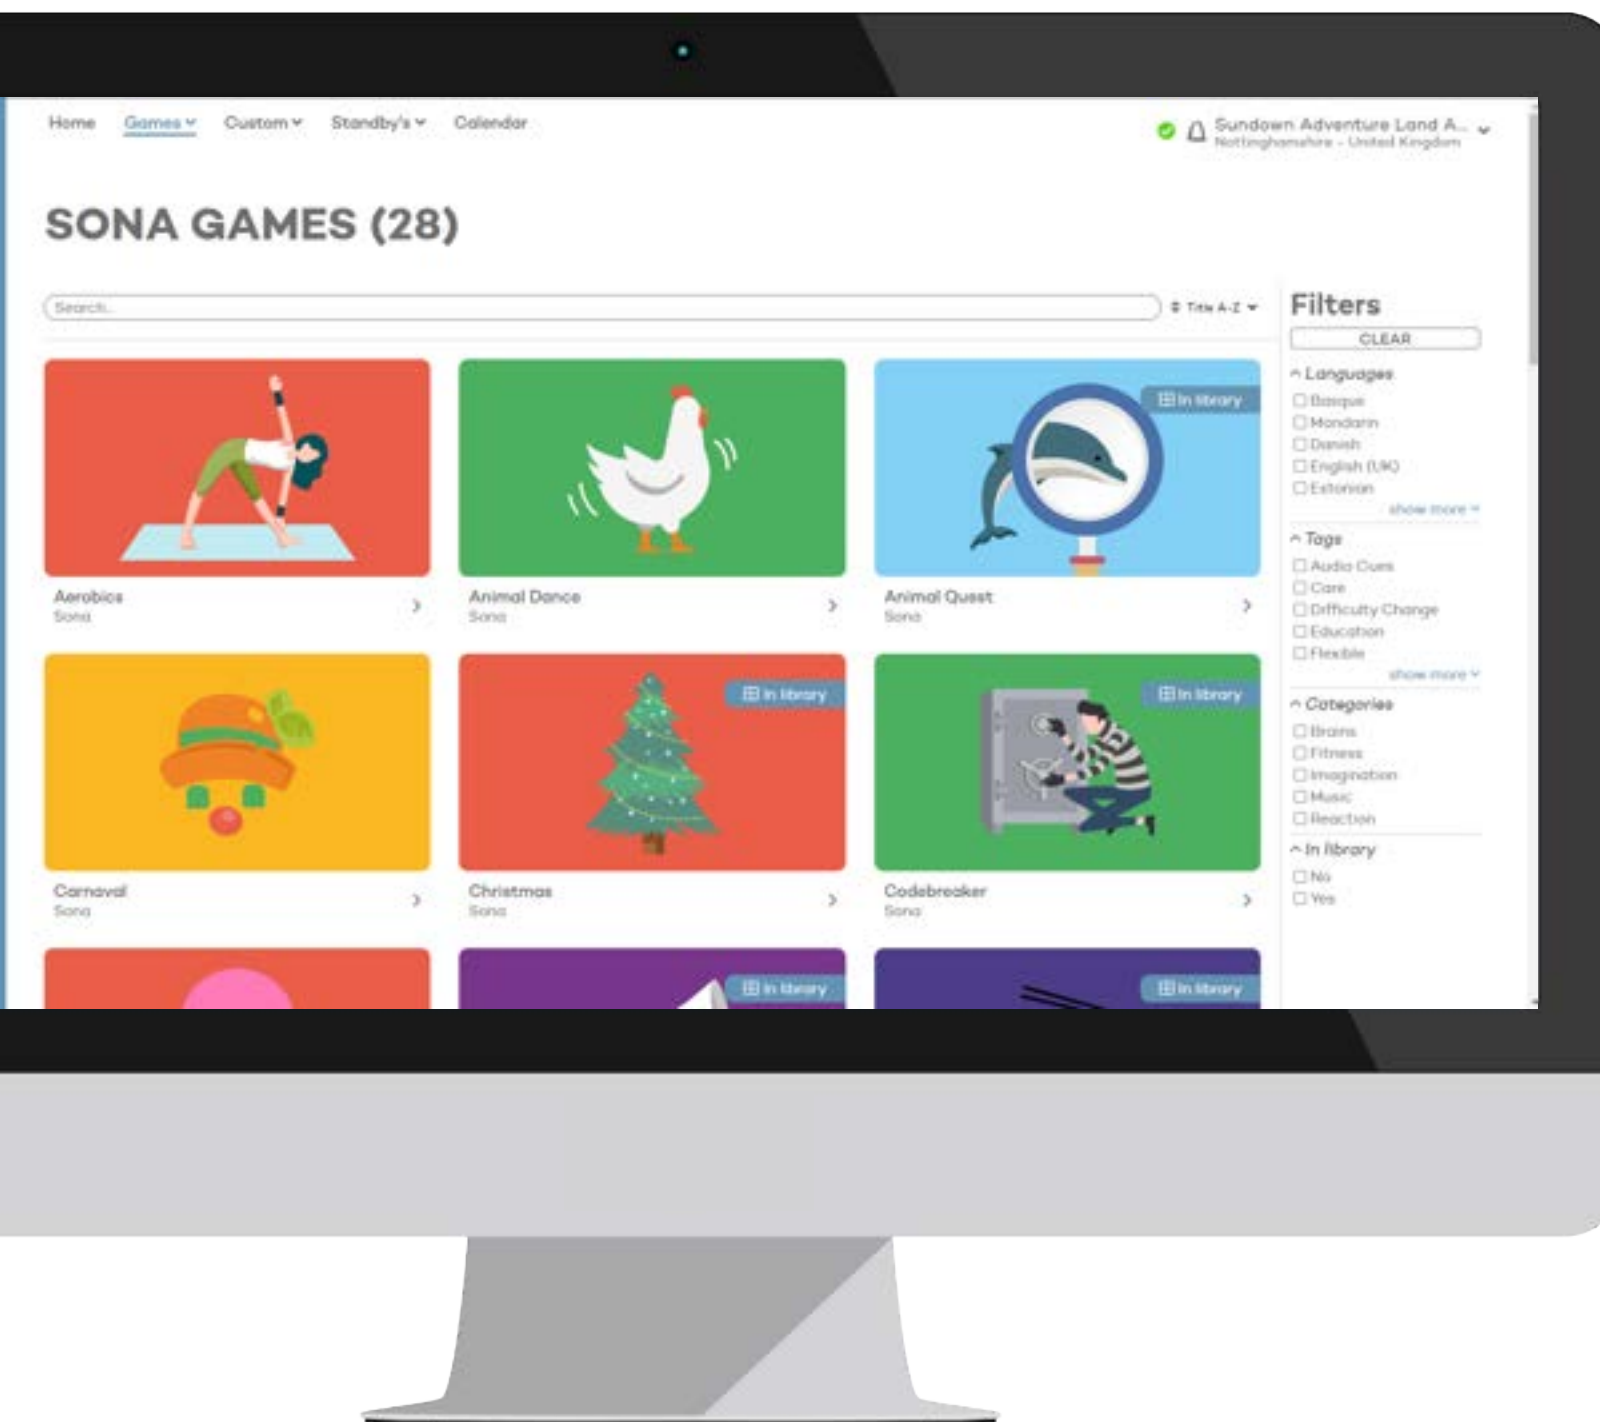 Home Games Custom Standby's Calendar
Sundown Adventure Land A...
Nottinghamshire - United Kingdom
SONA GAMES (28)
Search...
Title A-Z
In library
Aerobics
Sona
Animal Dance
Sona
Animal Quest
Sona
In library
In library
Carnaval
Sona
Christmas
Sona
Codebreaker
Sona
In library
In library
Filters
CLEAR
Languages
Basque
Mandarin
Danish
English (UK)
Estonian
show more
Tags
Audio Cues
Care
Difficulty Change
Education
Flexible
show more
Categories
Brains
Fitness
Imagination
Music
Reaction
In library
No
Yes